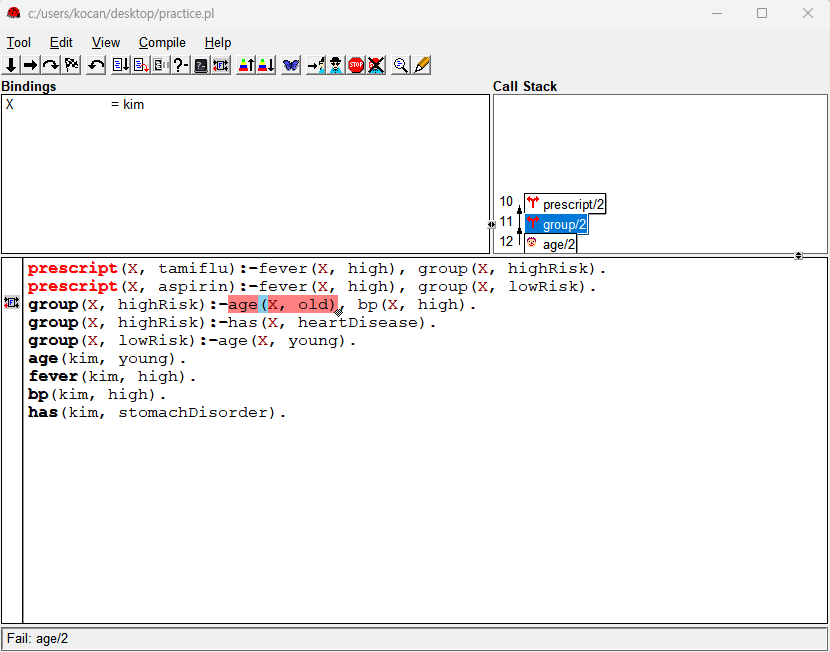 c:/users/kocan/desktop/practice.pl
Tool Edit View Compile Help
STOP
Bindings
Call Stack
X = kim
10 prescript/2
11 group/2
12 age/2
prescript(X, tamiflu):-fever(X, high), group(X, highRisk).
prescript(X, aspirin):-fever(X, high), group(X, lowRisk).
group(X, highRisk):-age(X, old), bp(X, high).
group(X, highRisk):-has(X, heartDisease).
group(X, lowRisk):-age(X, young).
age(kim, young).
fever(kim, high).
bp(kim, high).
has(kim, stomachDisorder).
Fail: age/2